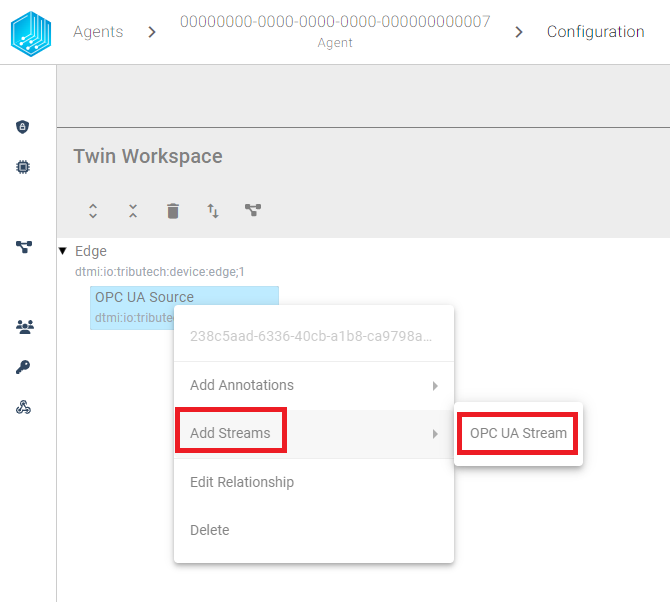 Agents
00000000-0000-0000-0000-000000000007
Agent
Configuration
Twin Workspace
Edge
dtmi:io:tributech:device:edge;1
OPC UA Source
dtmi:io:tribute
238c5aad-6336-40cb-a1b8-ca9798a...
Add Annotations
Add Streams
OPC UA Stream
Edit Relationship
Delete